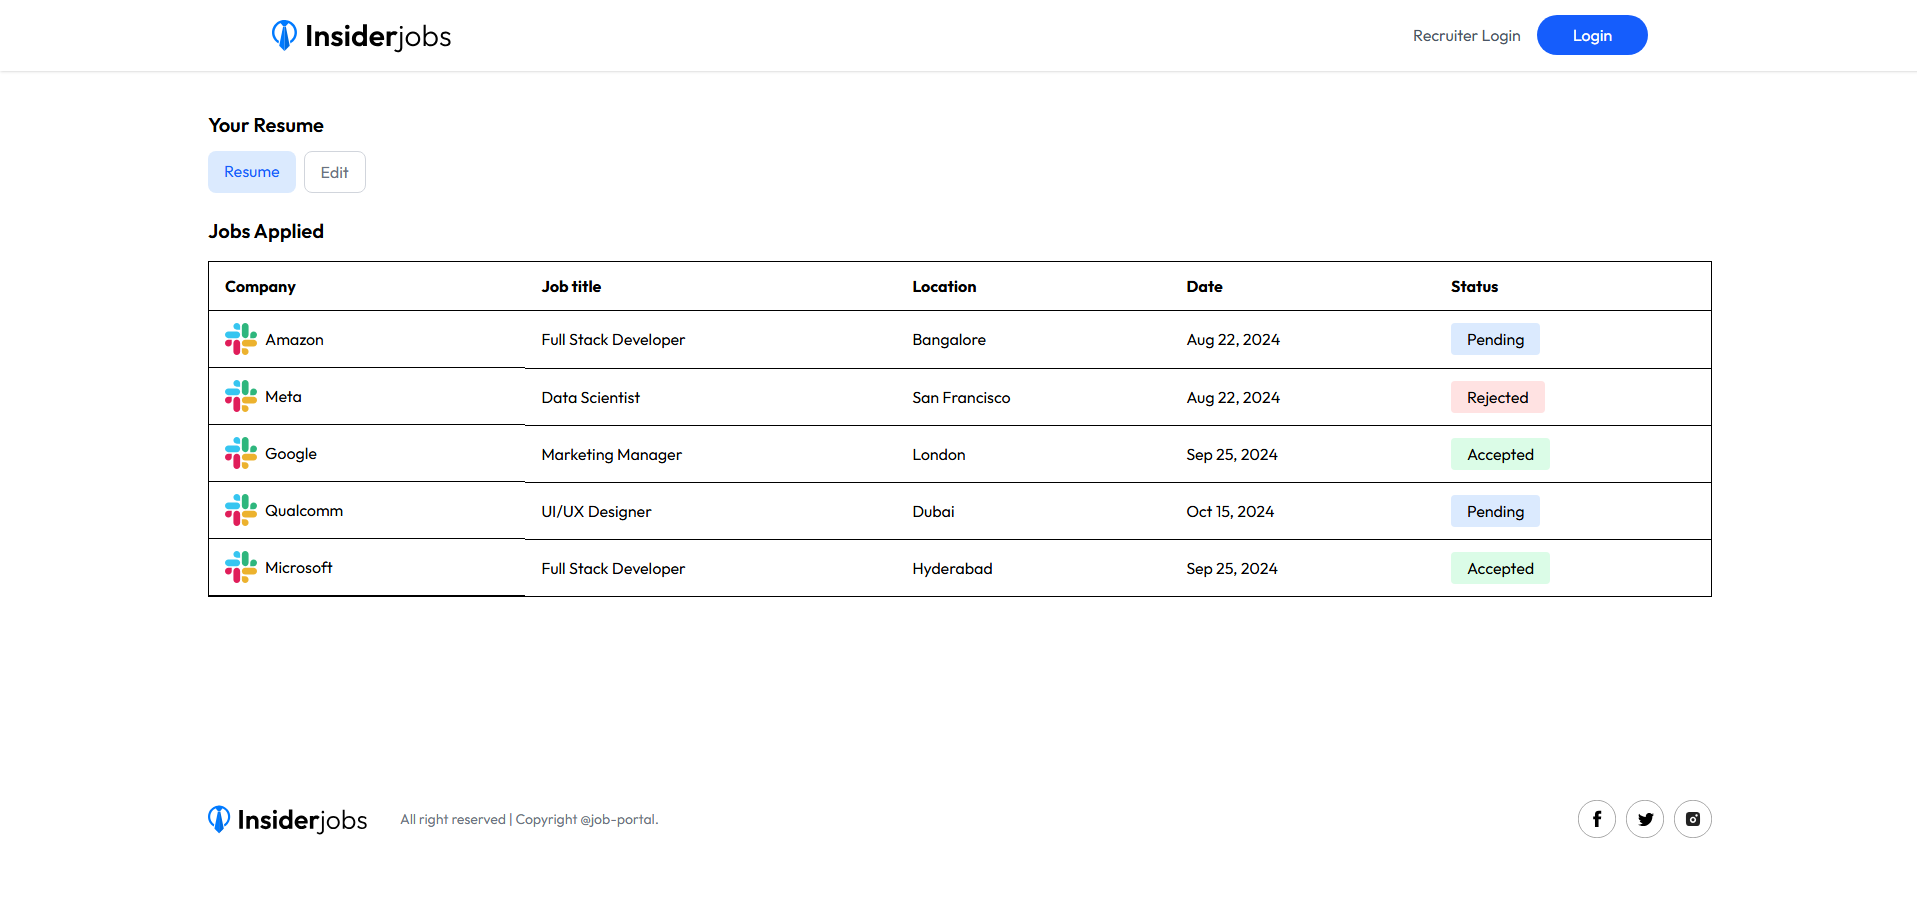 Insiderjobs Recruiter Login Login
Your Resume
Resume Edit
Jobs Applied
Company Job title Location Date Status
Amazon Full Stack Developer Bangalore Aug 22, 2024 Pending
Meta Data Scientist San Francisco Aug 22, 2024 Rejected
Google Marketing Manager London Sep 25, 2024 Accepted
Qualcomm UI/UX Designer Dubai Oct 15, 2024 Pending
Microsoft Full Stack Developer Hyderabad Sep 25, 2024 Accepted
Insiderjobs All right reserved | Copyright @job-portal.